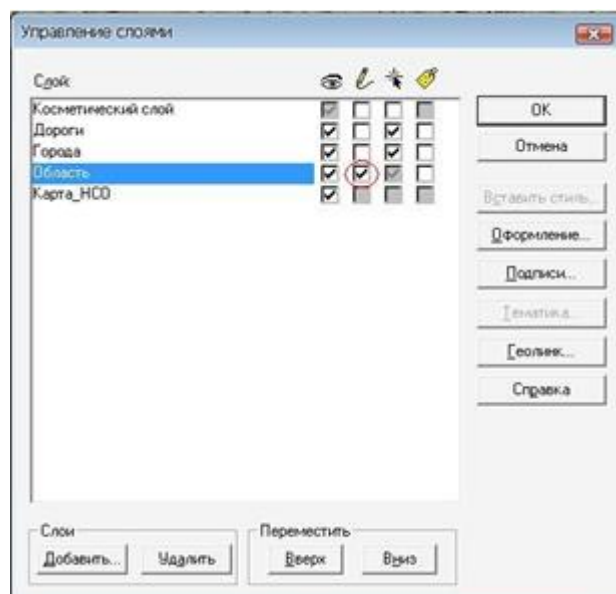 Управление слоями
Слой:
Косметический слой
Дороги
Города
Область
Карта_НСО
OK
Отмена
Вставить стиль...
Оформление...
Подписи...
Тематика...
Геолинк...
Справка
Слои
Добавить...
Удалить
Переместить
Вверх
Вниз